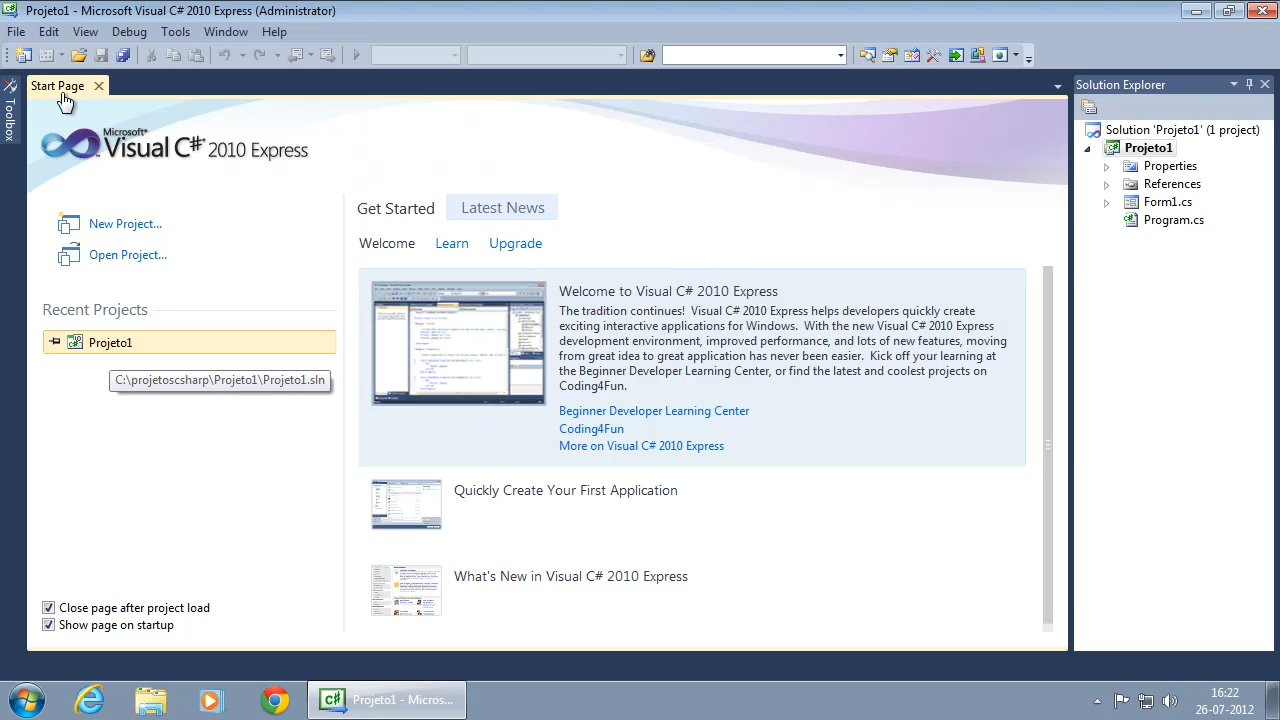 Projeto1 - Microsoft Visual C# 2010 Express (Administrator)
File Edit View Debug Tools Window Help
Toolbox
Start Page
Solution Explorer
Microsoft®
Visual C# 2010 Express
Solution 'Projeto1' (1 project)
Projeto1
Properties
References
Form1.cs
Program.cs
New Project...
Open Project...
Recent Projects
Projeto1
C:\projetoscsharp\Projeto1\Projeto1.sln
Close page after project load
Show page on startup
Get Started Latest News
Welcome Learn Upgrade
Welcome to Visual C# 2010 Express
The tradition continues! Visual C# 2010 Express helps developers quickly create
exciting interactive applications for Windows. With the new Visual C# 2010 Express
development environment, improved performance, and lots of new features, moving
from great idea to great application has never been easier. Kick off your learning at
the Beginner Developer Learning Center, or find the latest and coolest projects on
Coding4Fun.
Beginner Developer Learning Center
Coding4Fun
More on Visual C# 2010 Express
Quickly Create Your First Application
What's New in Visual C# 2010 Express
Projeto1 - Micros...
16:22
26-07-2012